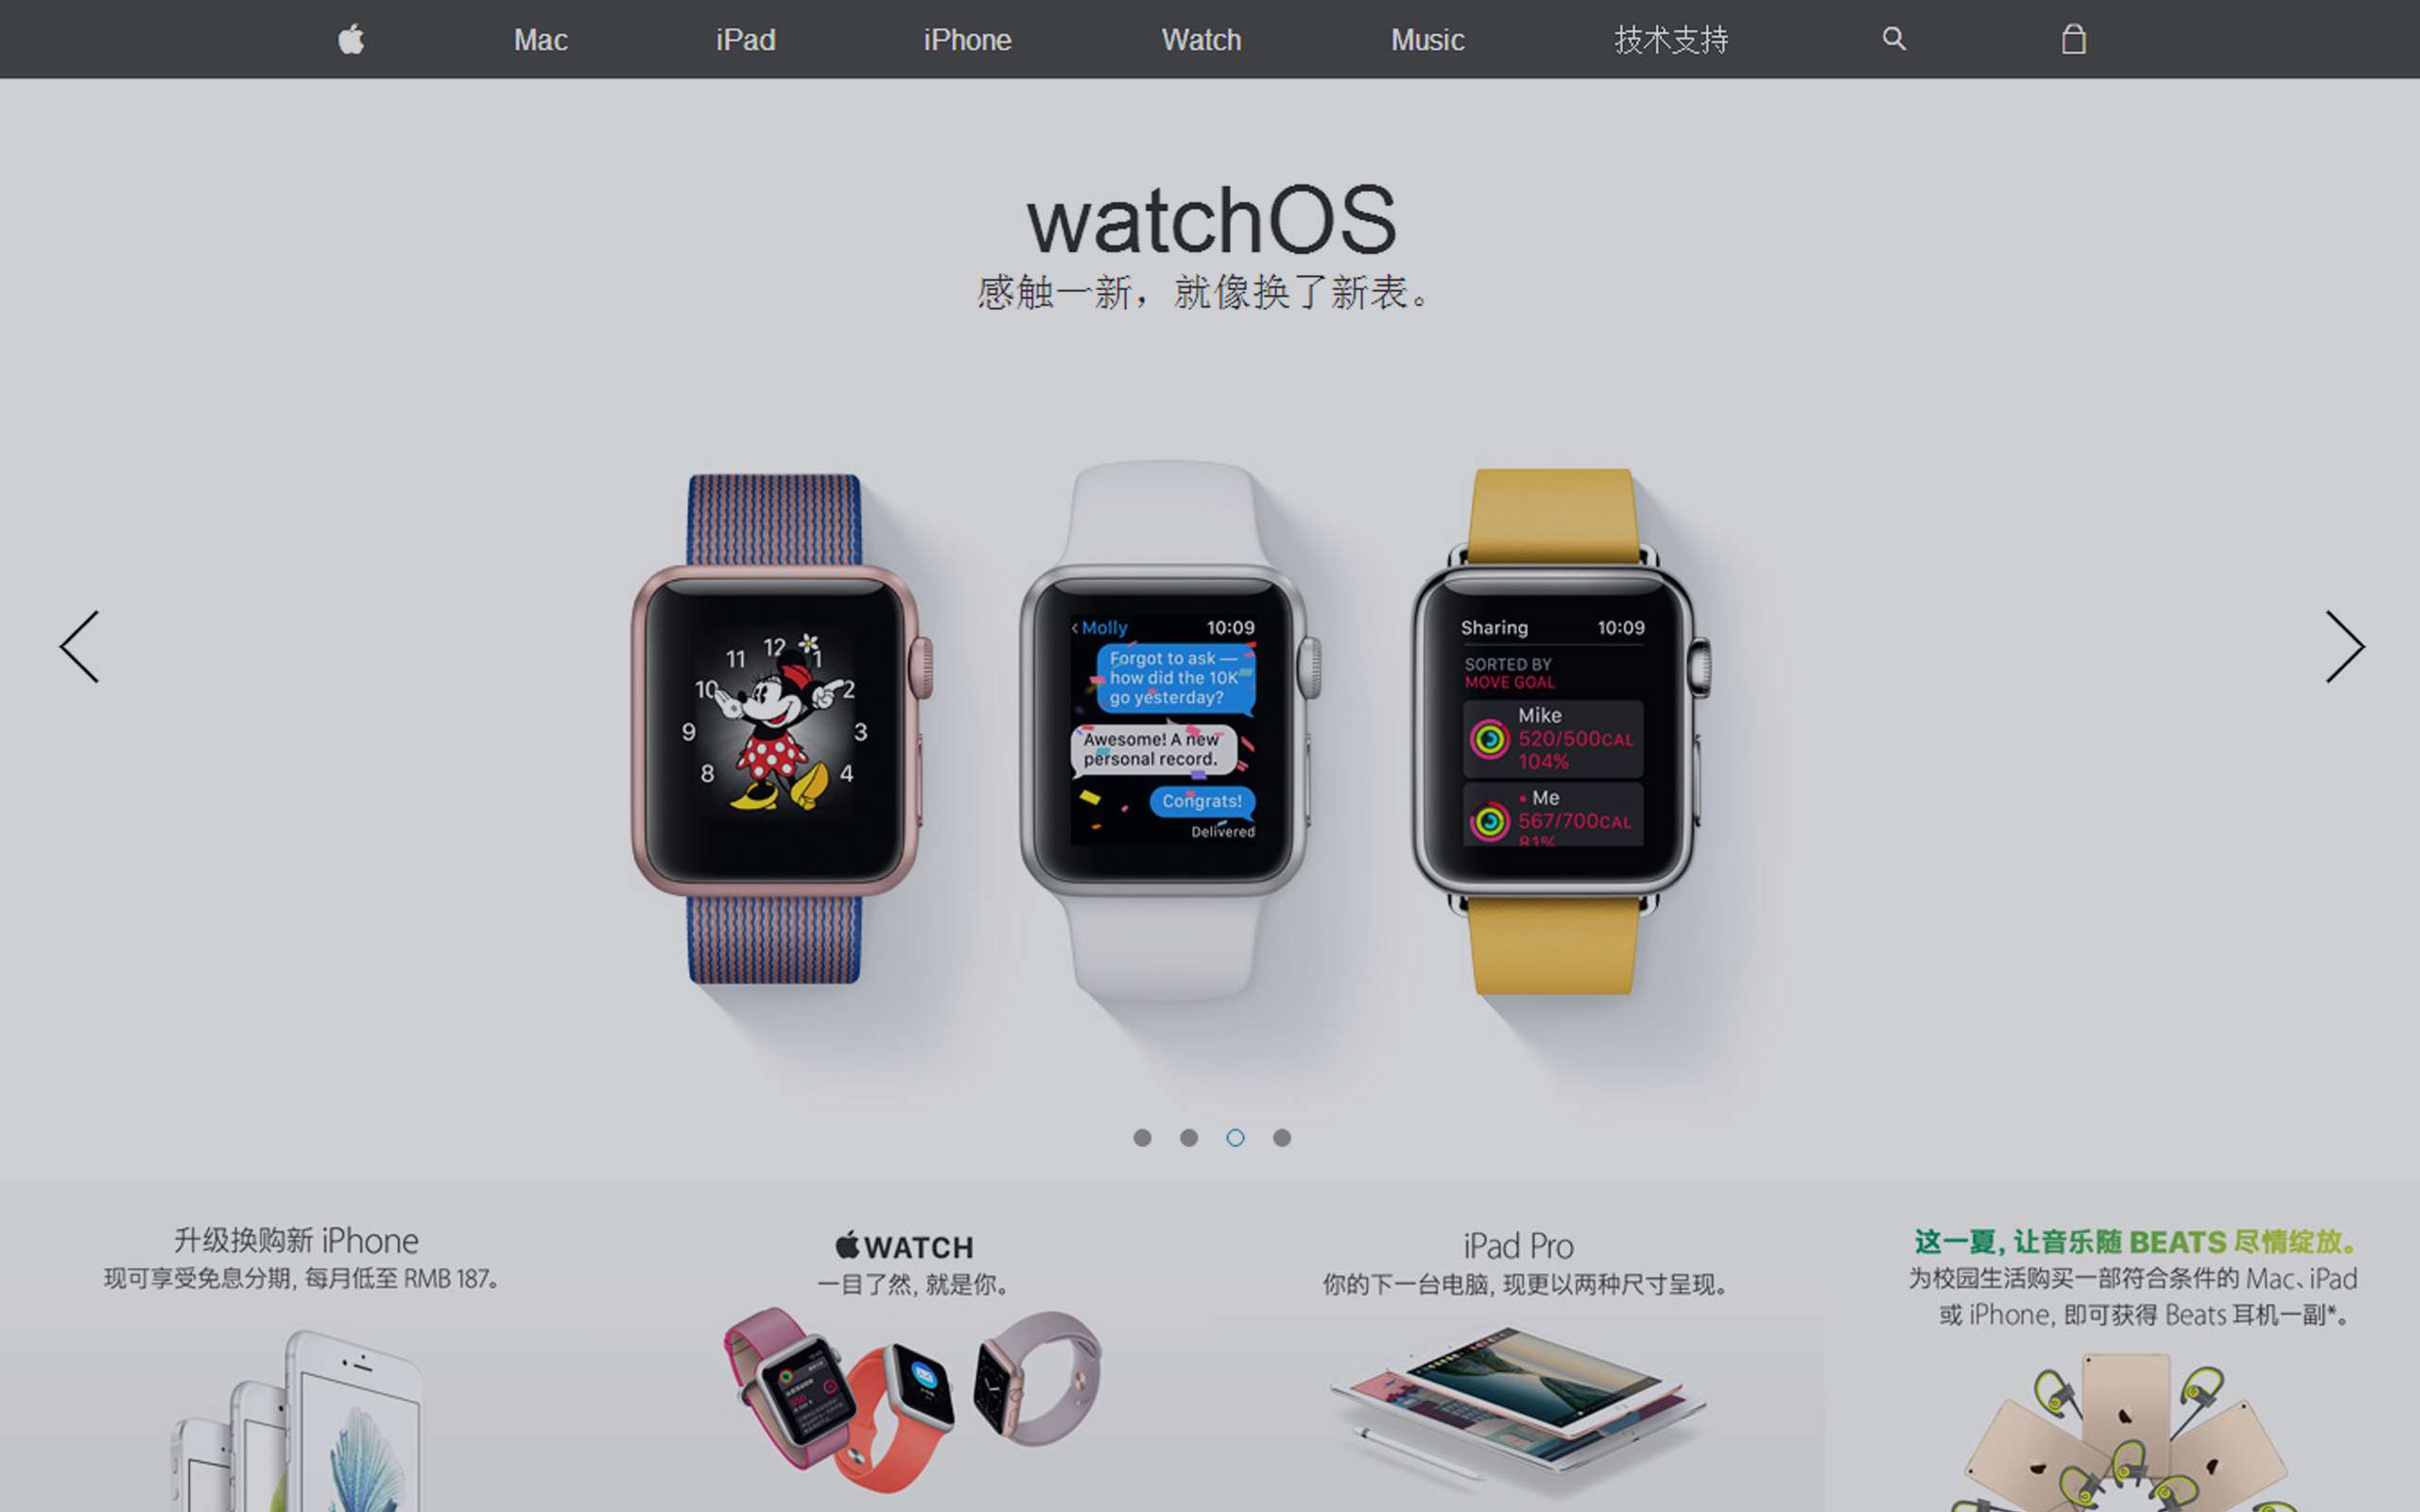 Mac iPad iPhone Watch Music 技术支持
watchOS
感触一新，就像换了新表。
12
11 1
10 2
9 3
8 4
Molly 10:09
Forgot to ask —
how did the 10K
go yesterday?
Awesome! A new
personal record.
Congrats!
Delivered
Sharing 10:09
SORTED BY
MOVE GOAL
Mike
520/500CAL
104%
Me
567/700CAL
81%
升级换购新 iPhone
现可享受免息分期, 每月低至 RMB 187。
WATCH
一目了然, 就是你。
iPad Pro
你的下一台电脑, 现更以两种尺寸呈现。
这一夏, 让音乐随 BEATS 尽情绽放。
为校园生活购买一部符合条件的 Mac、iPad
或 iPhone, 即可获得 Beats 耳机一副*。